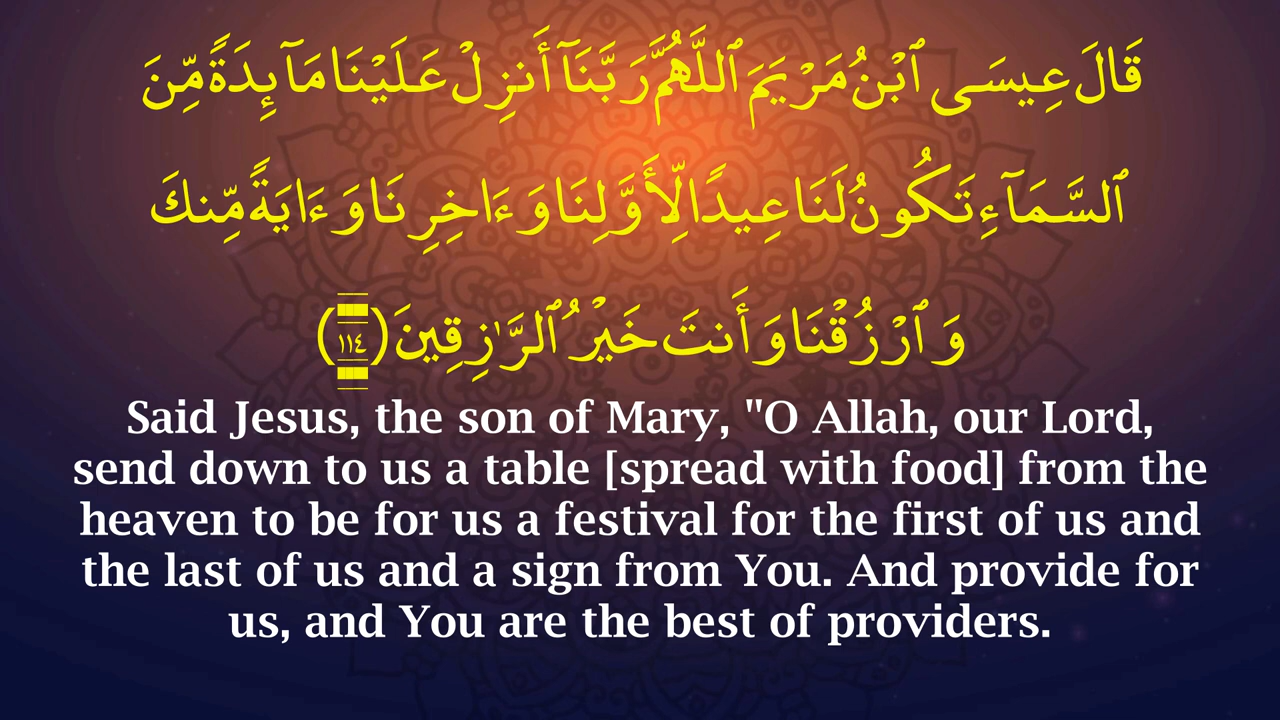 قَالَ عِيسَى ٱبْنُ مَرْيَمَ ٱللَّهُمَّ رَبَّنَآ أَنزِلْ عَلَيْنَا مَآئِدَةً مِّنَ
ٱلسَّمَآءِ تَكُونُ لَنَا عِيدًا لِّأَوَّلِنَا وَءَاخِرِنَا وَءَايَةً مِّنكَ
وَٱرْزُقْنَا وَأَنتَ خَيْرُ ٱلرَّٰزِقِينَ (١١٤)
Said Jesus, the son of Mary, "O Allah, our Lord,
send down to us a table [spread with food] from the
heaven to be for us a festival for the first of us and
the last of us and a sign from You. And provide for
us, and You are the best of providers.